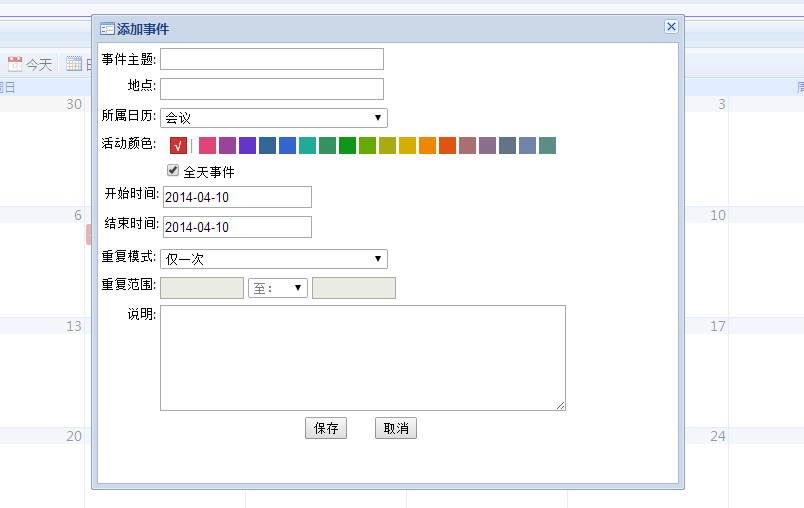 添加事件
今天
日
周日
周
30
3
6
10
13
17
20
24
事件主题:
地点:
所属日历: 会议
活动颜色: √
全天事件
开始时间: 2014-04-10
结束时间: 2014-04-10
重复模式: 仅一次
重复范围: 至:
说明:
保存 取消